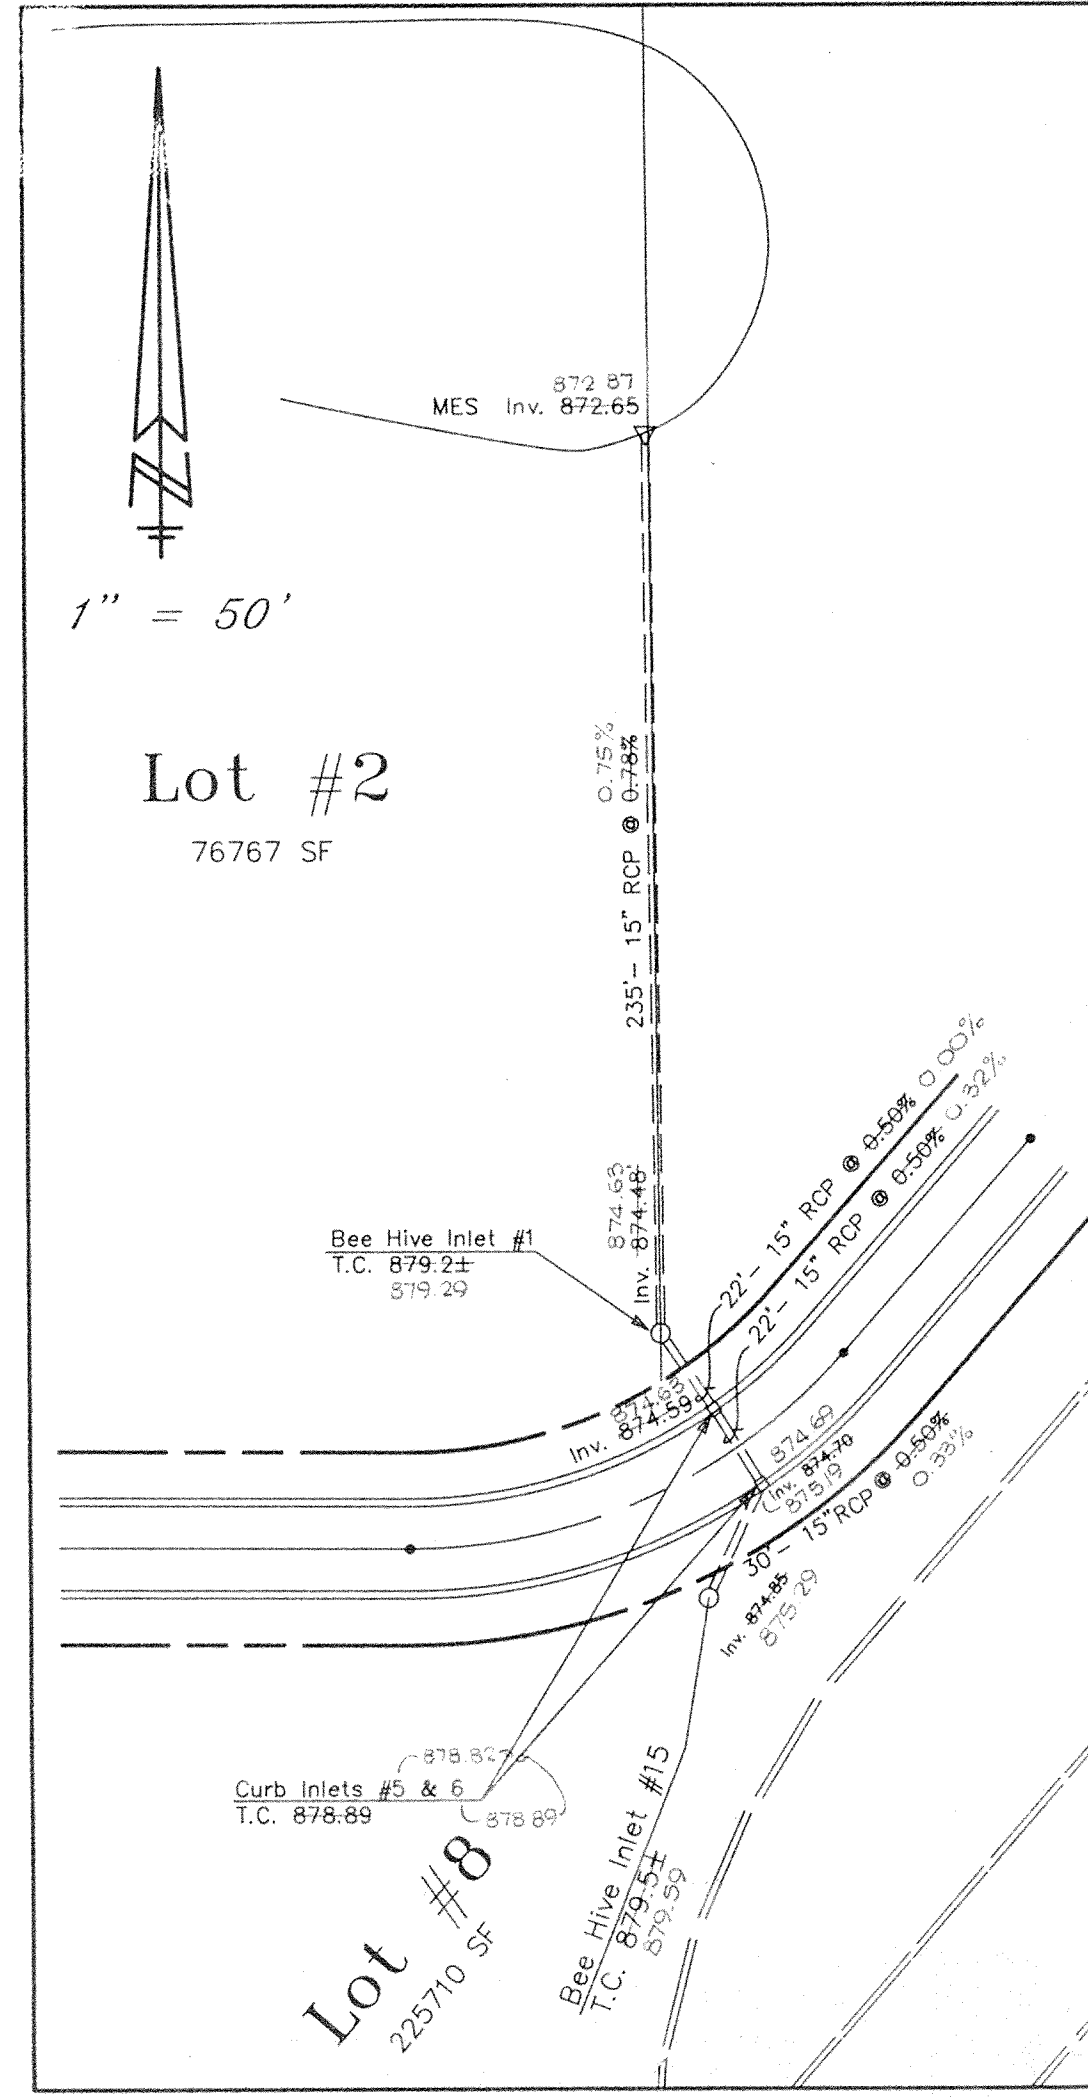 872.87
MES Inv. 872.65
N
1" = 50'
Lot #2
76767 SF
0.75%
235'- 15" RCP @ 0.78%
874.63
Inv. 874.48
Bee Hive Inlet #1
T.C. 879.2±
879.29
22'- 15" RCP @ 0.50% 0.00%
22'- 15" RCP @ 0.50% 0.32%
874.63
Inv. 874.59
874.69
Inv. 874.70
875.19
30'- 15" RCP @ 0.50%
0.33%
Inv. 874.85
875.29
878.82
Curb Inlets #5 & 6
T.C. 878.89
878.89
Bee Hive Inlet #15
T.C. 879.5±
879.59
Lot #8
225710 SF